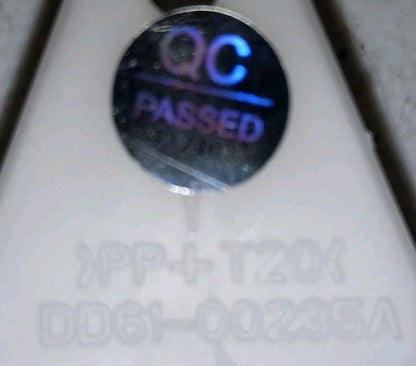 QC
PASSED
>PP+T20<
DD61-00235A